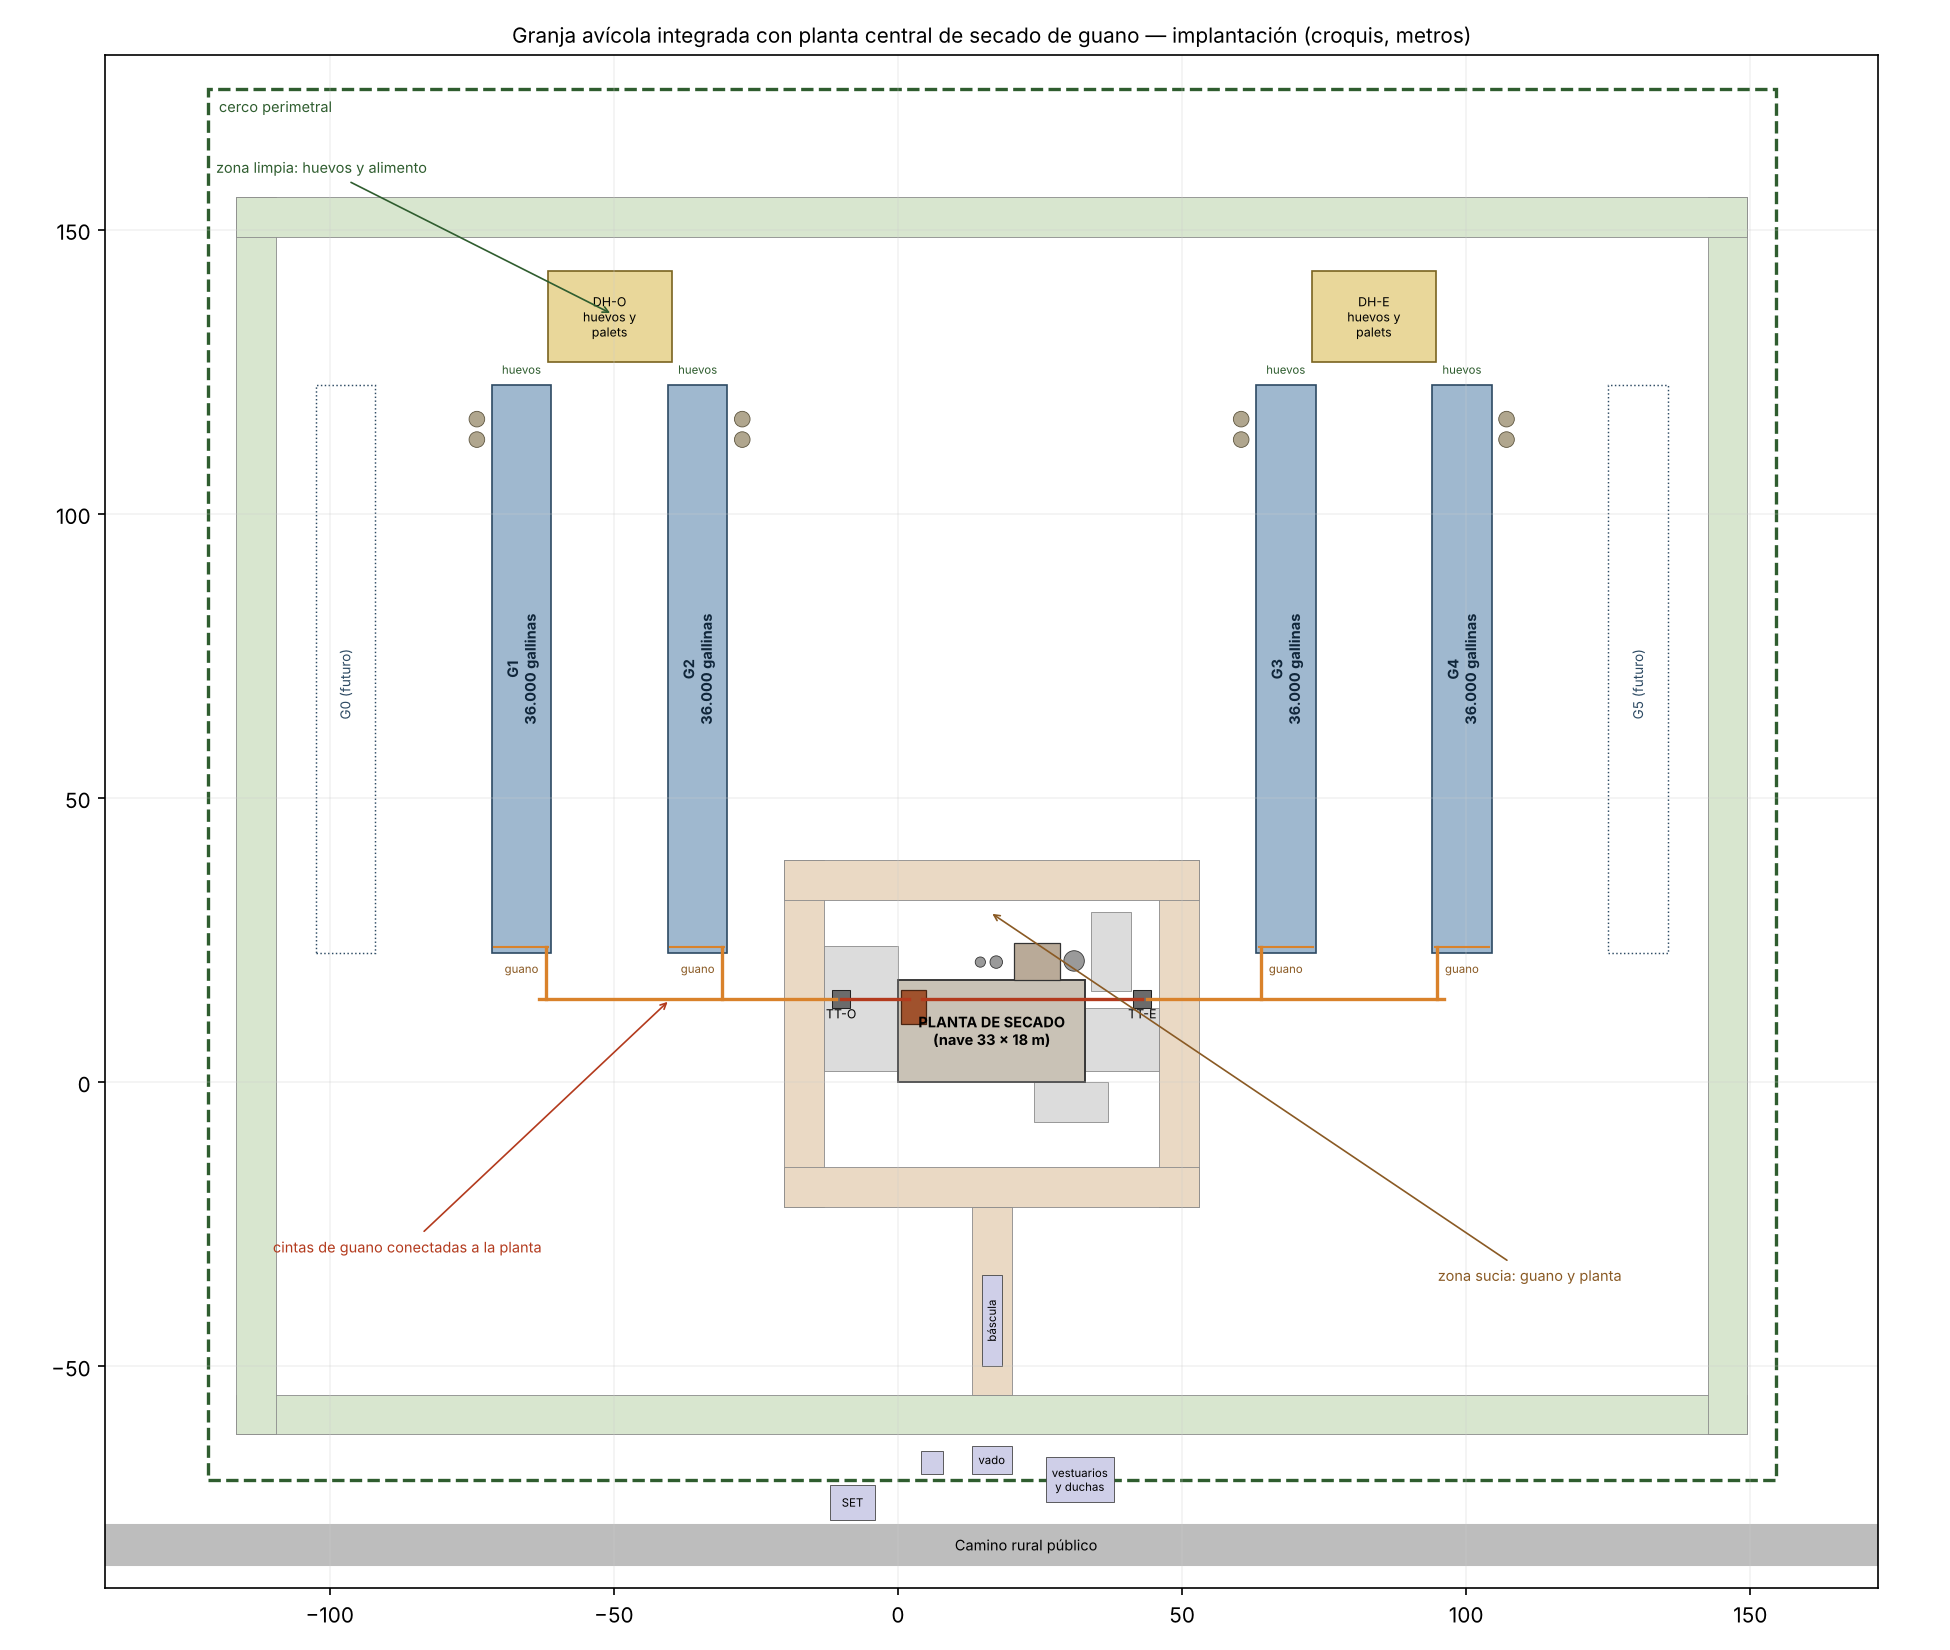 Granja avícola integrada con planta central de secado de guano — implantación (croquis, metros)
cerco perimetral
zona limpia: huevos y alimento
150
DH-O
huevos y
palets
DH-E
huevos y
palets
huevos
huevos
huevos
huevos
100
G0 (futuro)
G1
36.000 gallinas
G2
36.000 gallinas
G3
36.000 gallinas
G4
36.000 gallinas
G5 (futuro)
50
guano
guano
guano
guano
TT-O
TT-E
PLANTA DE SECADO
(nave 33 × 18 m)
0
cintas de guano conectadas a la planta
zona sucia: guano y planta
báscula
−50
vado
vestuarios
y duchas
SET
Camino rural público
−100
−50
0
50
100
150